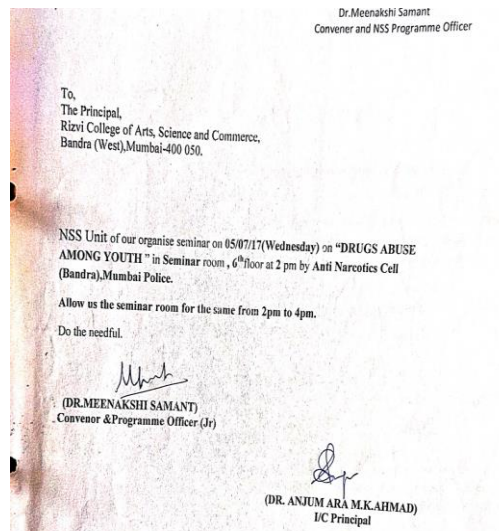 Dr.Meenakshi Samant
Convener and NSS Programme Officer
To,
The Principal,
Rizvi College of Arts, Science and Commerce,
Bandra (West),Mumbai-400 050.
NSS Unit of our organise seminar on 05/07/17(Wednesday) on “DRUGS ABUSE
AMONG YOUTH ” in Seminar room , 6th floor at 2 pm by Anti Narcotics Cell
(Bandra),Mumbai Police.
Allow us the seminar room for the same from 2pm to 4pm.
Do the needful.
(DR.MEENAKSHI SAMANT)
Convenor &Programme Officer (Jr)
(DR. ANJUM ARA M.K.AHMAD)
I/C Principal